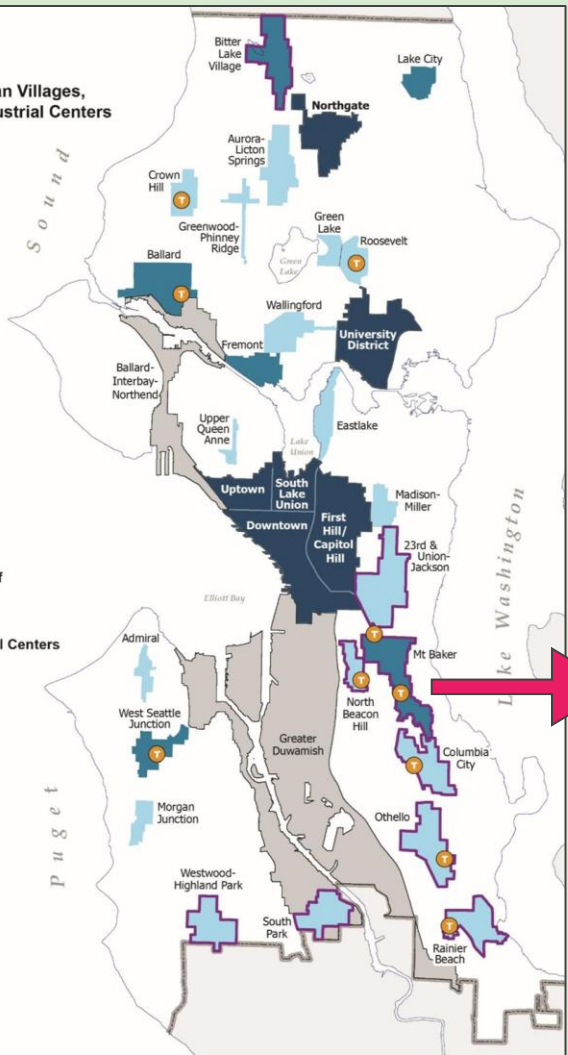 an Villages,
ustrial Centers
Bitter
Lake
Village
Lake City
Northgate
Aurora-
Licton
Springs
Crown
Hill
T
Greenwood-
Phinney
Ridge
Green
Lake
Roosevelt
T
Green
Lake
Ballard
T
Wallingford
University
District
Fremont
Ballard-
Interbay-
Northend
Upper
Queen
Anne
Lake
Union
Eastlake
Uptown
South
Lake
Union
Downtown
First
Hill/
Capitol
Hill
Madison-
Miller
23rd &
Union-
Jackson
Sound
Lake Washington
f
Elliott Bay
l Centers
Admiral
T
Mt Baker
T
T
North
Beacon
Hill
West Seattle
Junction
T
Greater
Duwamish
Columbia
City
T
Puget
Morgan
Junction
Othello
T
Westwood-
Highland Park
South
Park
T
Rainier
Beach